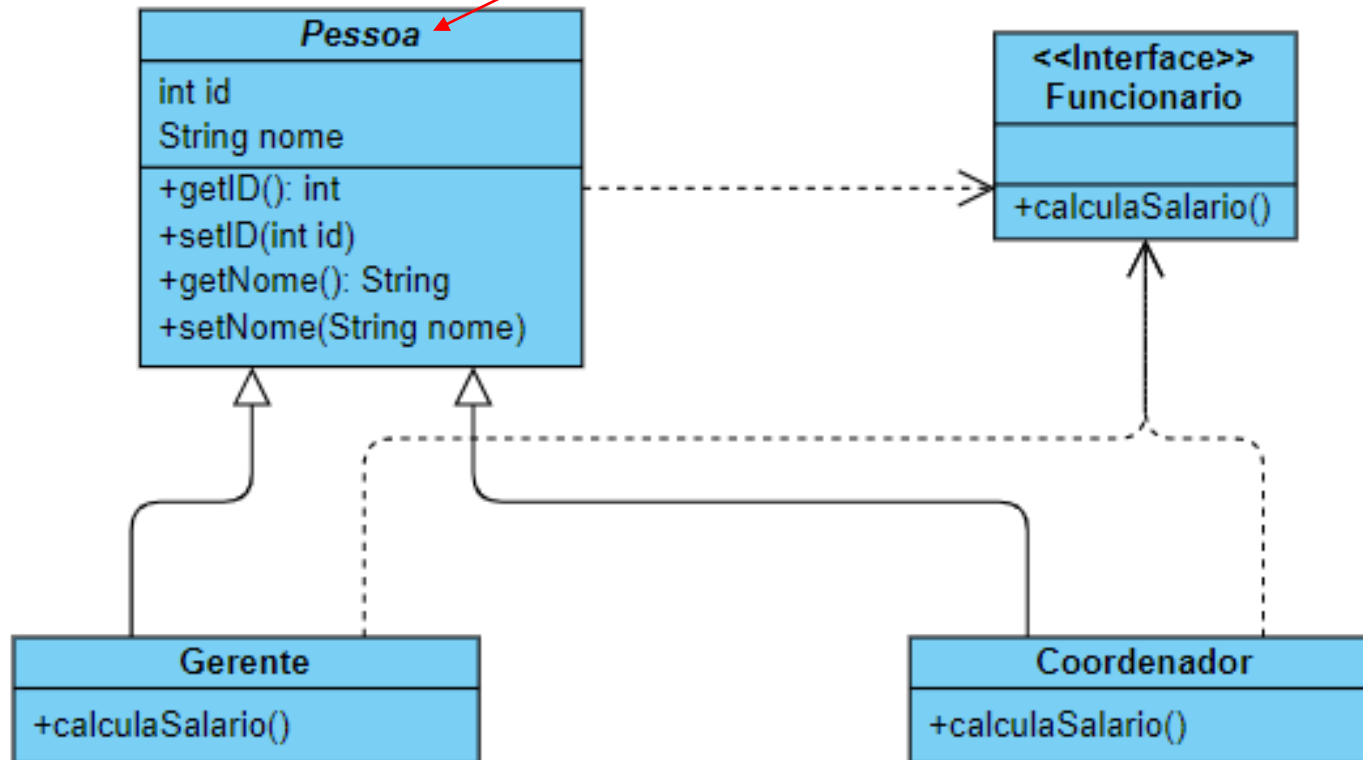 Pessoa
int id
String nome
+getID(): int
+setID(int id)
+getNome(): String
+setNome(String nome)
<<Interface>>
Funcionario
+calculaSalario()
Gerente
+calculaSalario()
Coordenador
+calculaSalario()